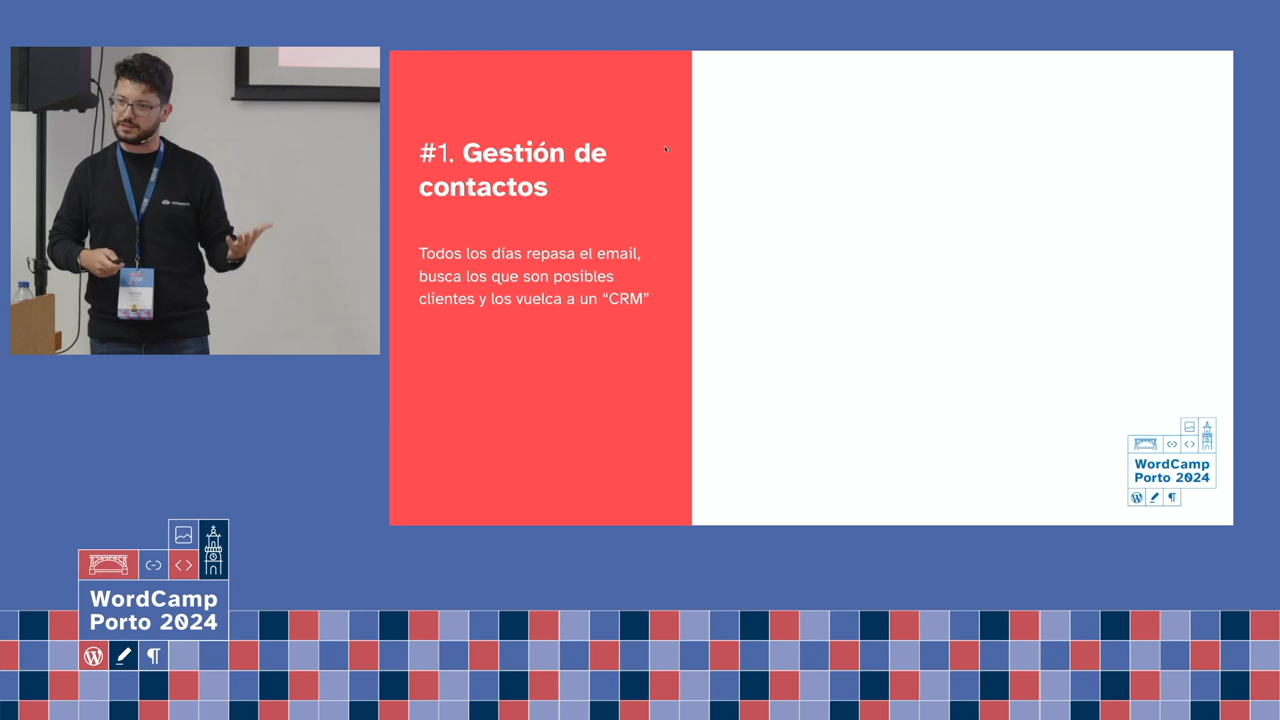 #1. Gestión de
contactos
Todos los días repasa el email,
busca los que son posibles
clientes y los vuelca a un “CRM”
WordCamp
Porto 2024
WordCamp
Porto 2024